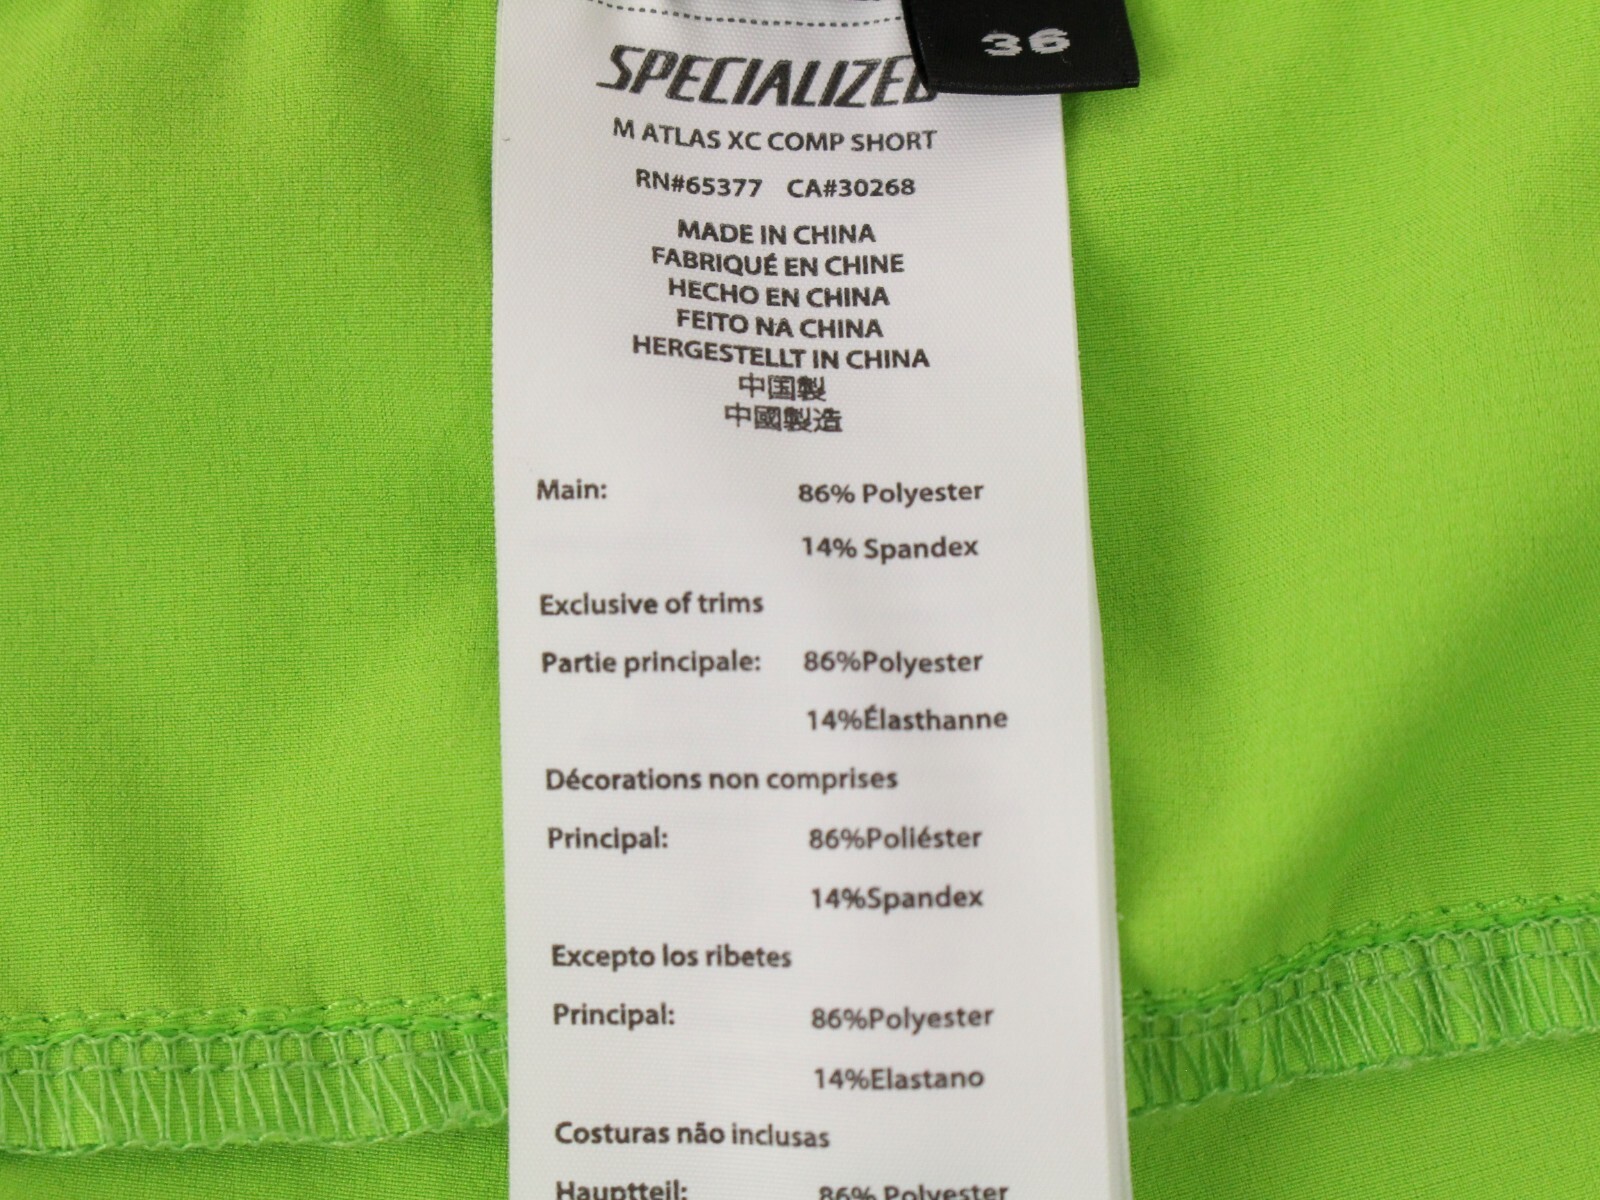 36
SPECIALIZED
M ATLAS XC COMP SHORT
RN#65377 CA#30268
MADE IN CHINA
FABRIQUÉ EN CHINE
HECHO EN CHINA
FEITO NA CHINA
HERGESTELLT IN CHINA
中国製
中國製造
Main: 86% Polyester
14% Spandex
Exclusive of trims
Partie principale: 86%Polyester
14%Élasthanne
Décorations non comprises
Principal: 86%Poliéster
14%Spandex
Excepto los ribetes
Principal: 86%Polyester
14%Elastano
Costuras não inclusas
Hauptteil: 86% Polyester